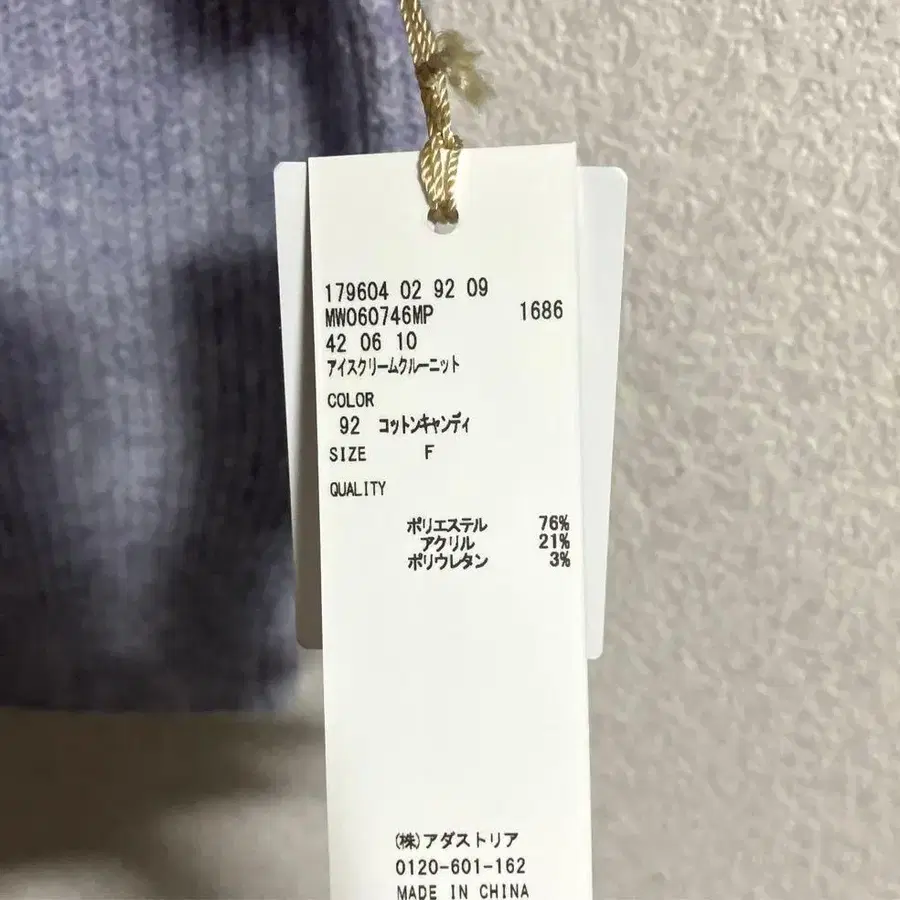 179604 02 92 09
MW060746MP 1686
42 06 10
アイスクリームクルーニット
COLOR
92 コットンキャンディ
SIZE F
QUALITY
ポリエステル 76%
アクリル 21%
ポリウレタン 3%
(株)アダストリア
0120-601-162
MADE IN CHINA